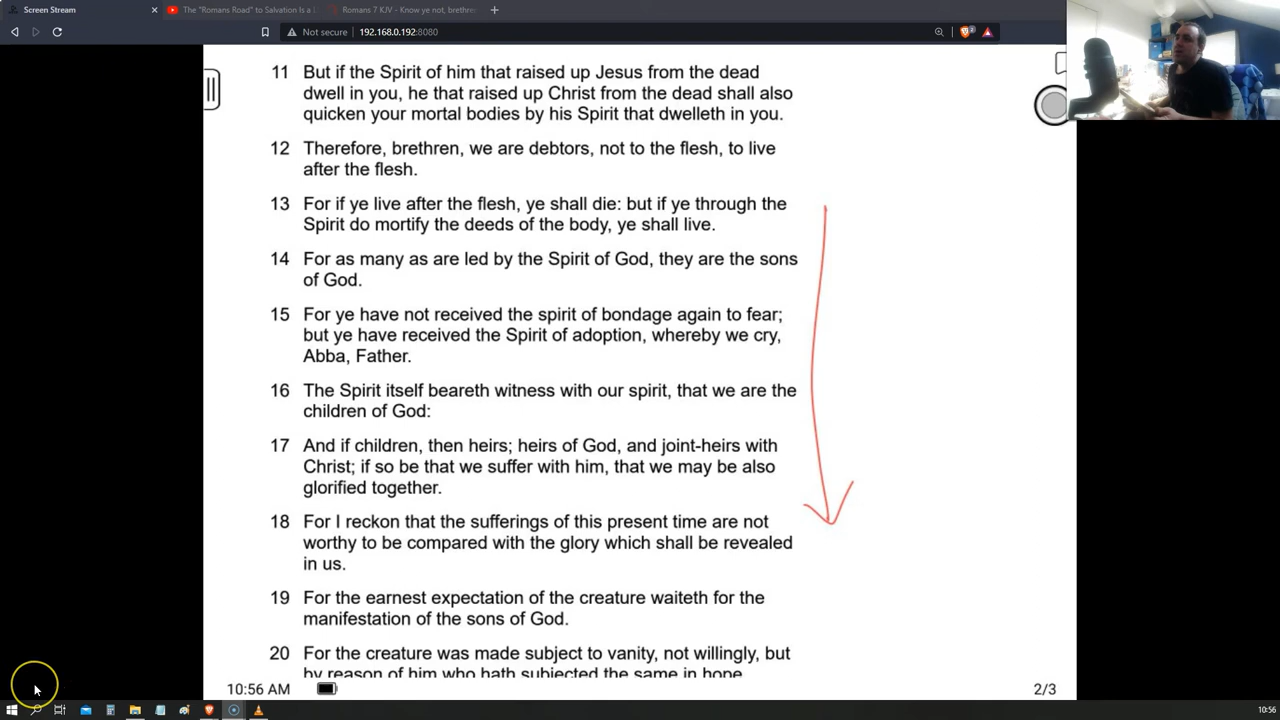 Screen Stream
The "Romans Road" to Salvation Is a L
Romans 7 KJV - Know ye not, brethre
Not secure 192.168.0.192:8080
11 But if the Spirit of him that raised up Jesus from the dead
dwell in you, he that raised up Christ from the dead shall also
quicken your mortal bodies by his Spirit that dwelleth in you.
12 Therefore, brethren, we are debtors, not to the flesh, to live
after the flesh.
13 For if ye live after the flesh, ye shall die: but if ye through the
Spirit do mortify the deeds of the body, ye shall live.
14 For as many as are led by the Spirit of God, they are the sons
of God.
15 For ye have not received the spirit of bondage again to fear;
but ye have received the Spirit of adoption, whereby we cry,
Abba, Father.
16 The Spirit itself beareth witness with our spirit, that we are the
children of God:
17 And if children, then heirs; heirs of God, and joint-heirs with
Christ; if so be that we suffer with him, that we may be also
glorified together.
18 For I reckon that the sufferings of this present time are not
worthy to be compared with the glory which shall be revealed
in us.
19 For the earnest expectation of the creature waiteth for the
manifestation of the sons of God.
20 For the creature was made subject to vanity, not willingly, but
by reason of him who hath subjected the same in hope
10:56 AM 2/3
10:56